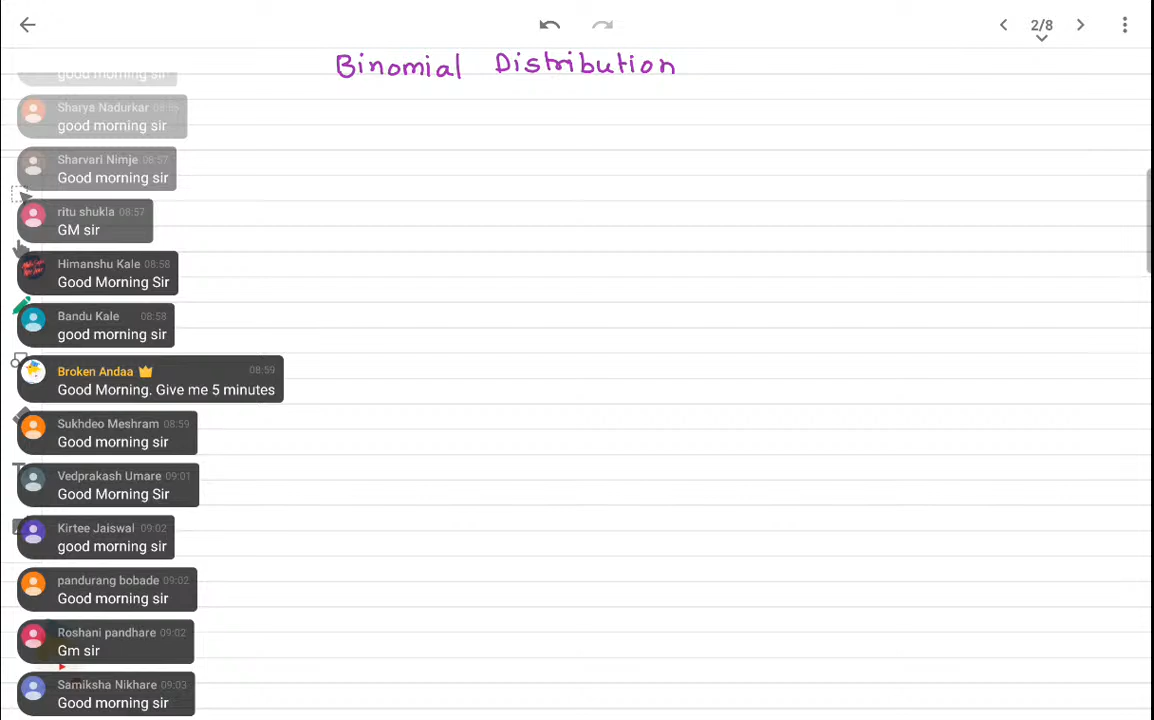 2/8
Binomial Distribution
good morning sir
Sharya Nadurkar
good morning sir
Sharvari Nimje 08:57
Good morning sir
ritu shukla 08:57
GM sir
Himanshu Kale 08:58
Good Morning Sir
Bandu Kale 08:58
good morning sir
Broken Andaa 08:59
Good Morning. Give me 5 minutes
Sukhdeo Meshram 08:59
Good morning sir
Vedprakash Umare 09:01
Good Morning Sir
Kirtee Jaiswal 09:02
good morning sir
pandurang bobade 09:02
Good morning sir
Roshani pandhare 09:02
Gm sir
Samiksha Nikhare 09:03
Good morning sir